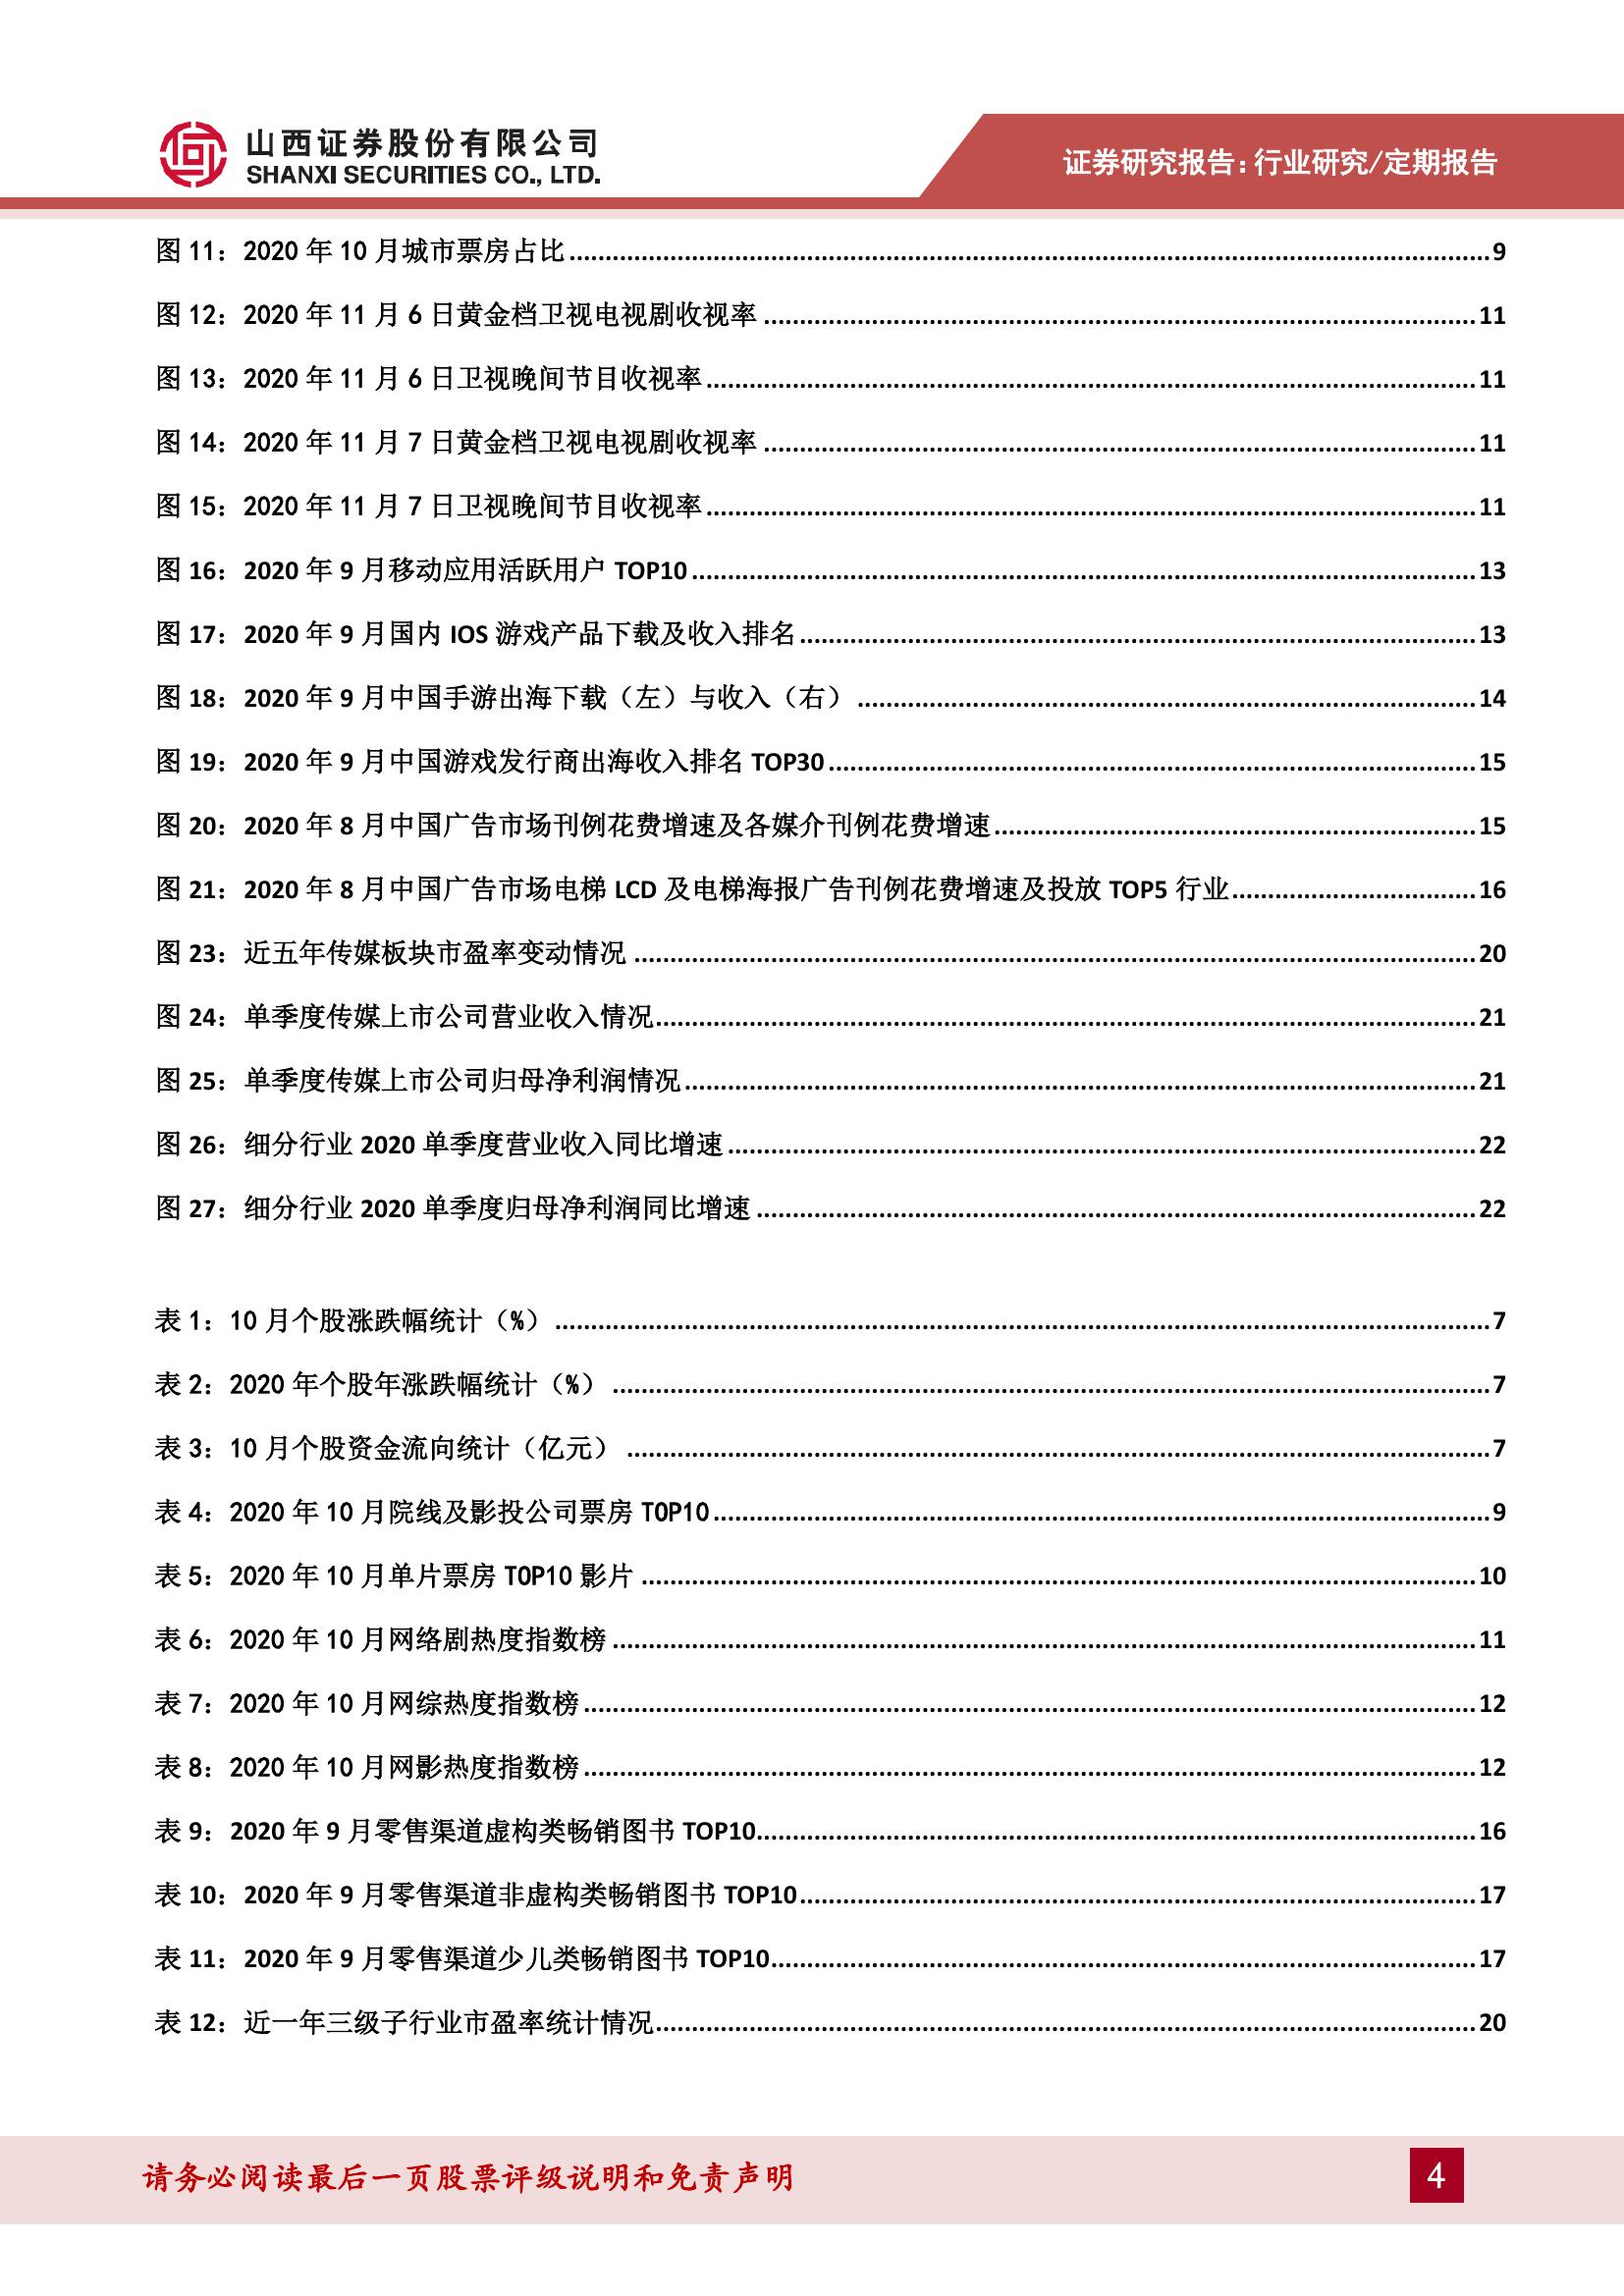 山西证券股份有限公司
SHANXI SECURITIES CO., LTD.
证券研究报告:行业研究/定期报告
图 11：2020 年 10 月城市票房占比 9
图 12：2020 年 11 月 6 日黄金档卫视电视剧收视率 11
图 13：2020 年 11 月 6 日卫视晚间节目收视率 11
图 14：2020 年 11 月 7 日黄金档卫视电视剧收视率 11
图 15：2020 年 11 月 7 日卫视晚间节目收视率 11
图 16：2020 年 9 月移动应用活跃用户 TOP10 13
图 17：2020 年 9 月国内 IOS 游戏产品下载及收入排名 13
图 18：2020 年 9 月中国手游出海下载（左）与收入（右） 14
图 19：2020 年 9 月中国游戏发行商出海收入排名 TOP30 15
图 20：2020 年 8 月中国广告市场刊例花费增速及各媒介刊例花费增速 15
图 21：2020 年 8 月中国广告市场电梯 LCD 及电梯海报广告刊例花费增速及投放 TOP5 行业 16
图 23：近五年传媒板块市盈率变动情况 20
图 24：单季度传媒上市公司营业收入情况 21
图 25：单季度传媒上市公司归母净利润情况 21
图 26：细分行业 2020 单季度营业收入同比增速 22
图 27：细分行业 2020 单季度归母净利润同比增速 22
表 1：10 月个股涨跌幅统计（%） 7
表 2：2020 年个股年涨跌幅统计（%） 7
表 3：10 月个股资金流向统计（亿元） 7
表 4：2020 年 10 月院线及影投公司票房 TOP10 9
表 5：2020 年 10 月单片票房 TOP10 影片 10
表 6：2020 年 10 月网络剧热度指数榜 11
表 7：2020 年 10 月网综热度指数榜 12
表 8：2020 年 10 月网影热度指数榜 12
表 9：2020 年 9 月零售渠道虚构类畅销图书 TOP10 16
表 10：2020 年 9 月零售渠道非虚构类畅销图书 TOP10 17
表 11：2020 年 9 月零售渠道少儿类畅销图书 TOP10 17
表 12：近一年三级子行业市盈率统计情况 20
请务必阅读最后一页股票评级说明和免责声明
4